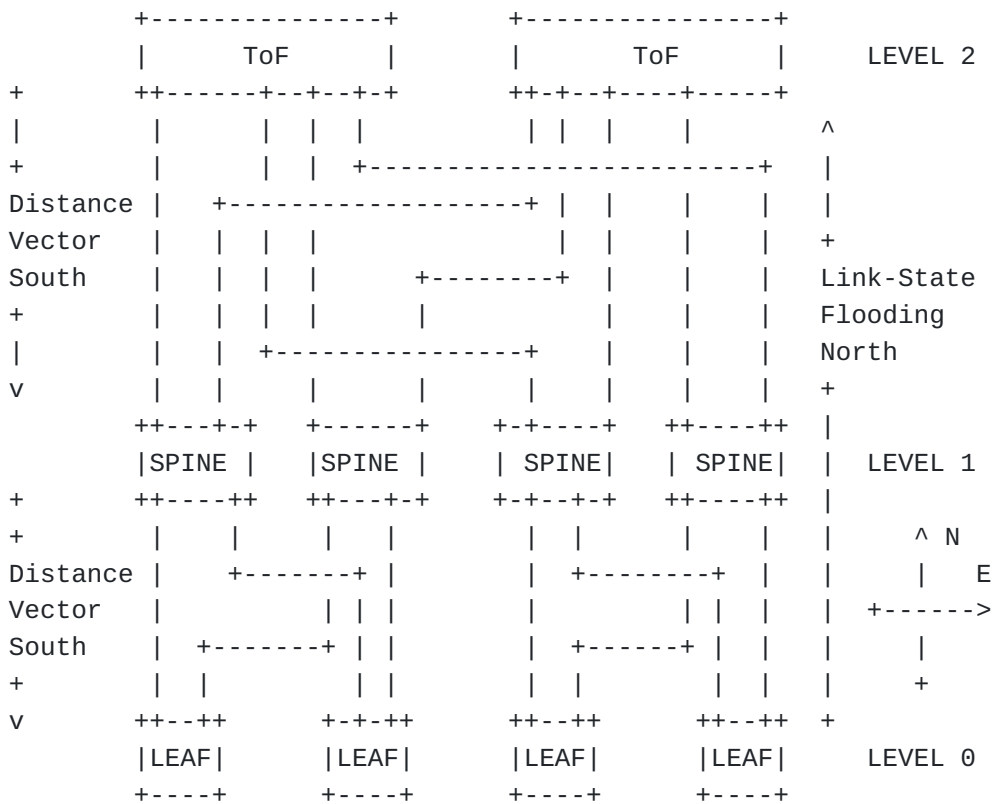 ToF ToF LEVEL 2
Distance
Vector
South Link-State
Flooding
North
v
SPINE SPINE SPINE SPINE LEVEL 1
N
Distance E
Vector
South
v
LEAF LEAF LEAF LEAF LEVEL 0